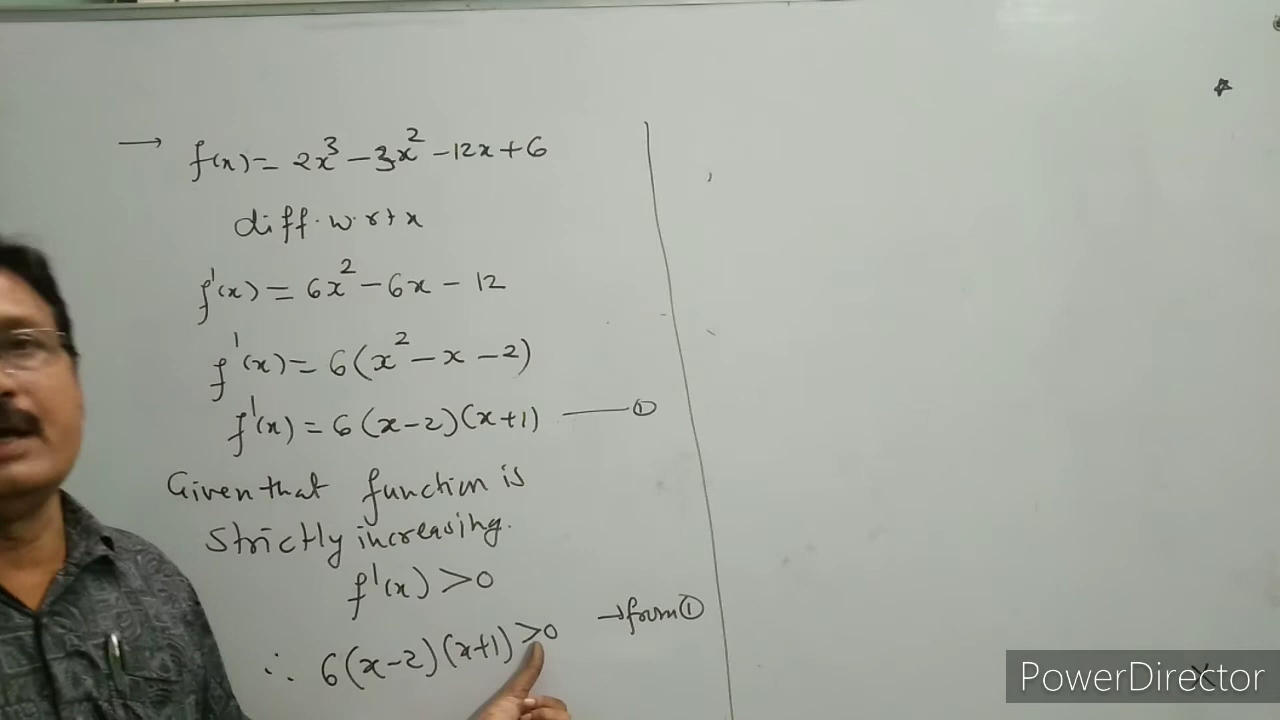 → f(x) = 2x³ - 3x² - 12x + 6
diff. w. r. t x
f'(x) = 6x² - 6x - 12
f'(x) = 6(x² - x - 2)
f'(x) = 6(x-2)(x+1) — ①
Given that function is
Strictly increasing.
f'(x) > 0
∴ 6(x-2)(x+1) > 0 → from ①
PowerDirector